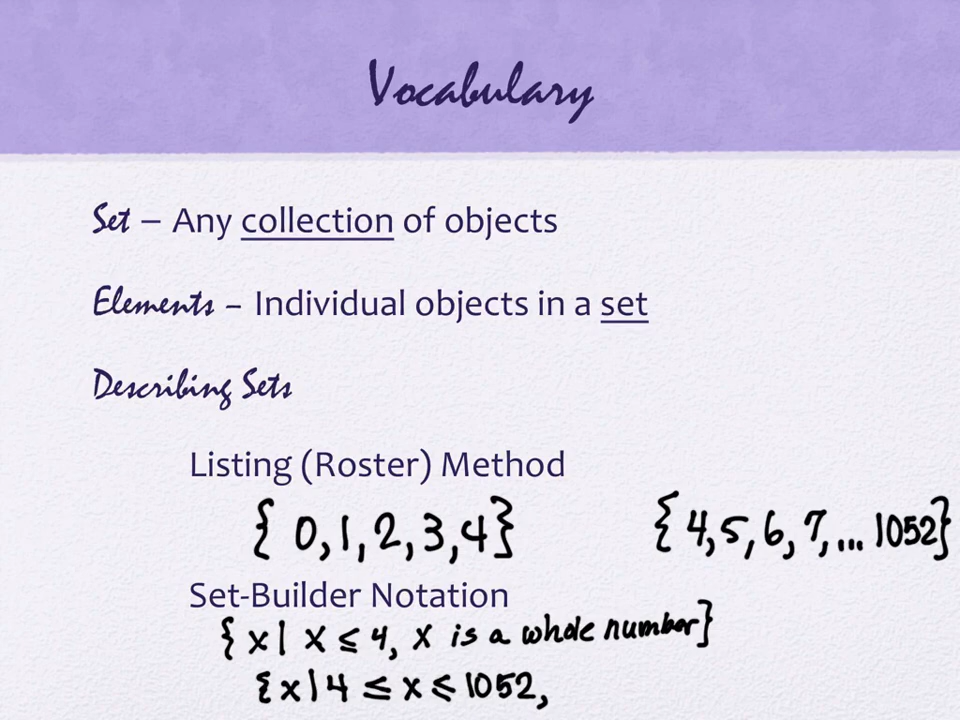 Vocabulary
Set – Any collection of objects
Elements – Individual objects in a set
Describing Sets
Listing (Roster) Method
{ 0, 1, 2, 3, 4 } { 4, 5, 6, 7, ... 1052 }
Set-Builder Notation
{ x | x ≤ 4, x is a whole number }
{ x | 4 ≤ x ≤ 1052,